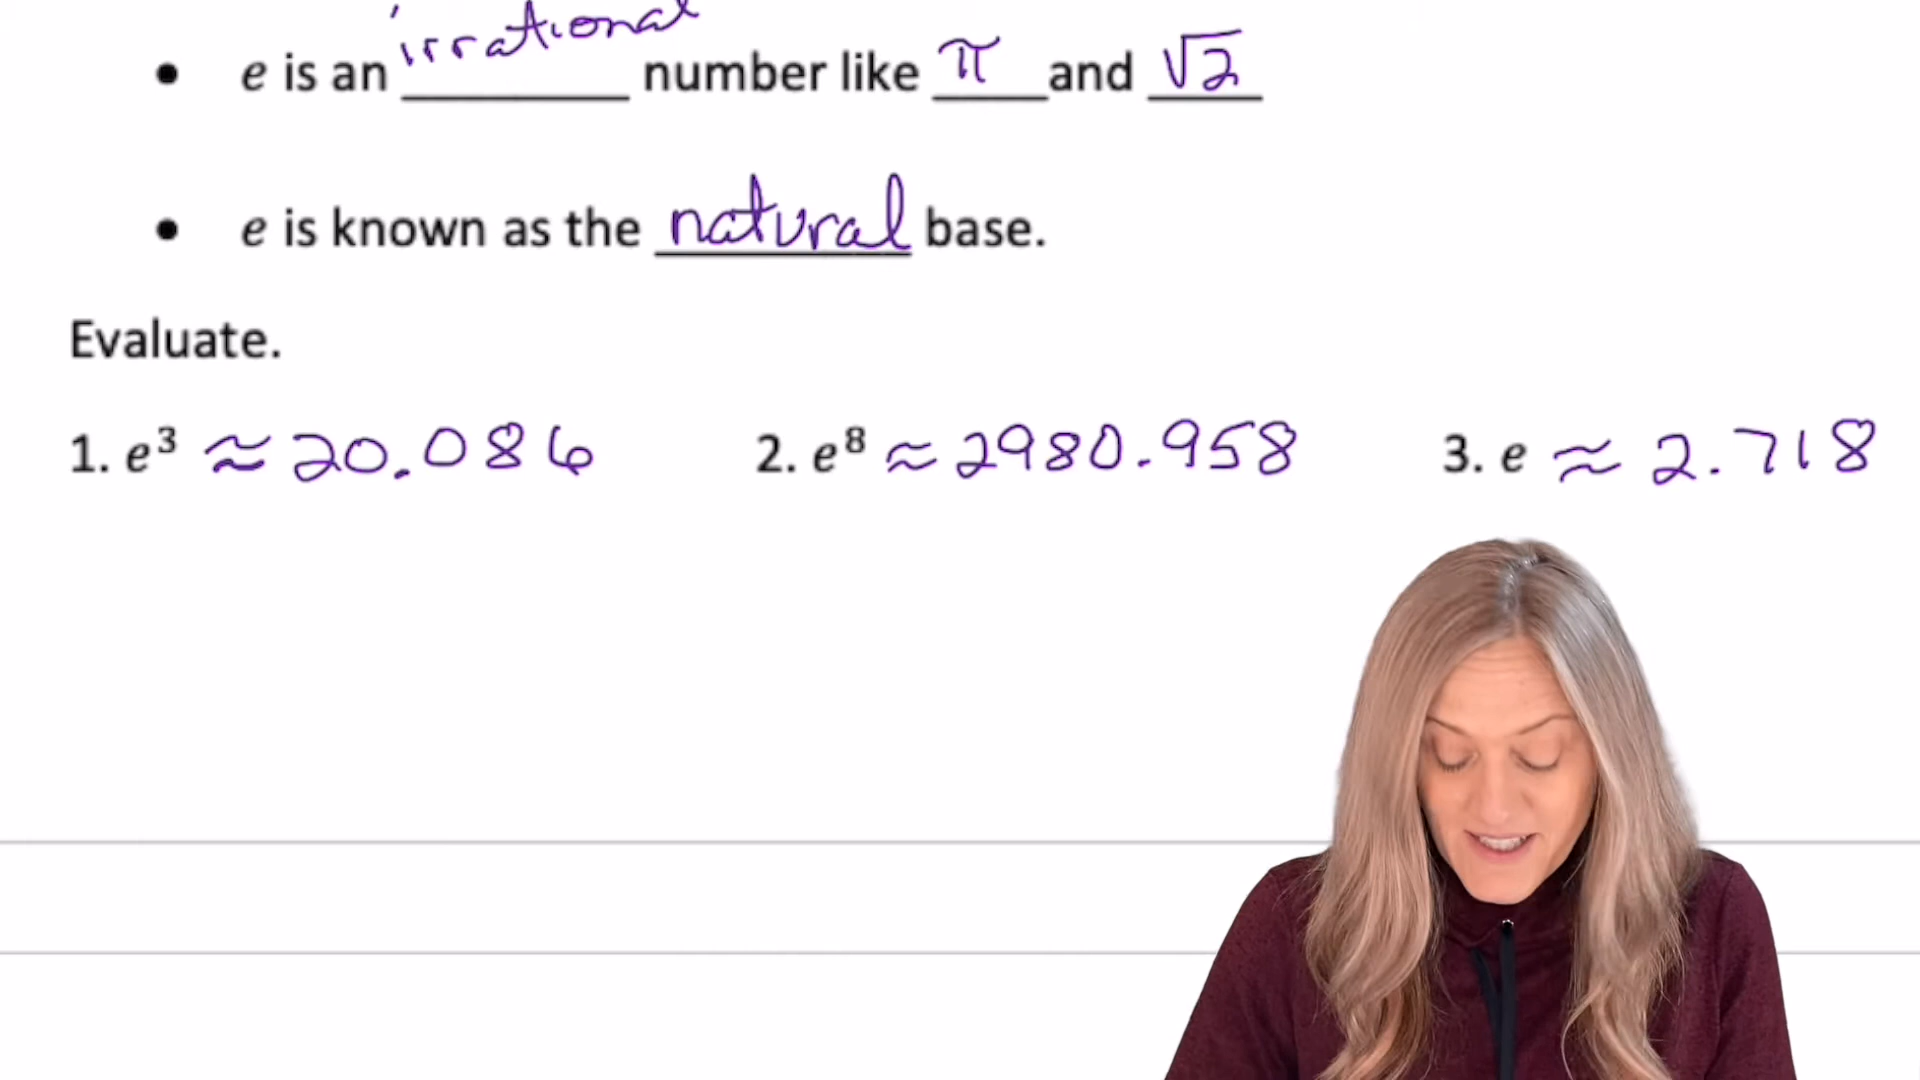 • e is an irrational number like π and √2
• e is known as the natural base.
Evaluate.
1. e³ ≈ 20.086 2. e⁸ ≈ 2980.958 3. e ≈ 2.718